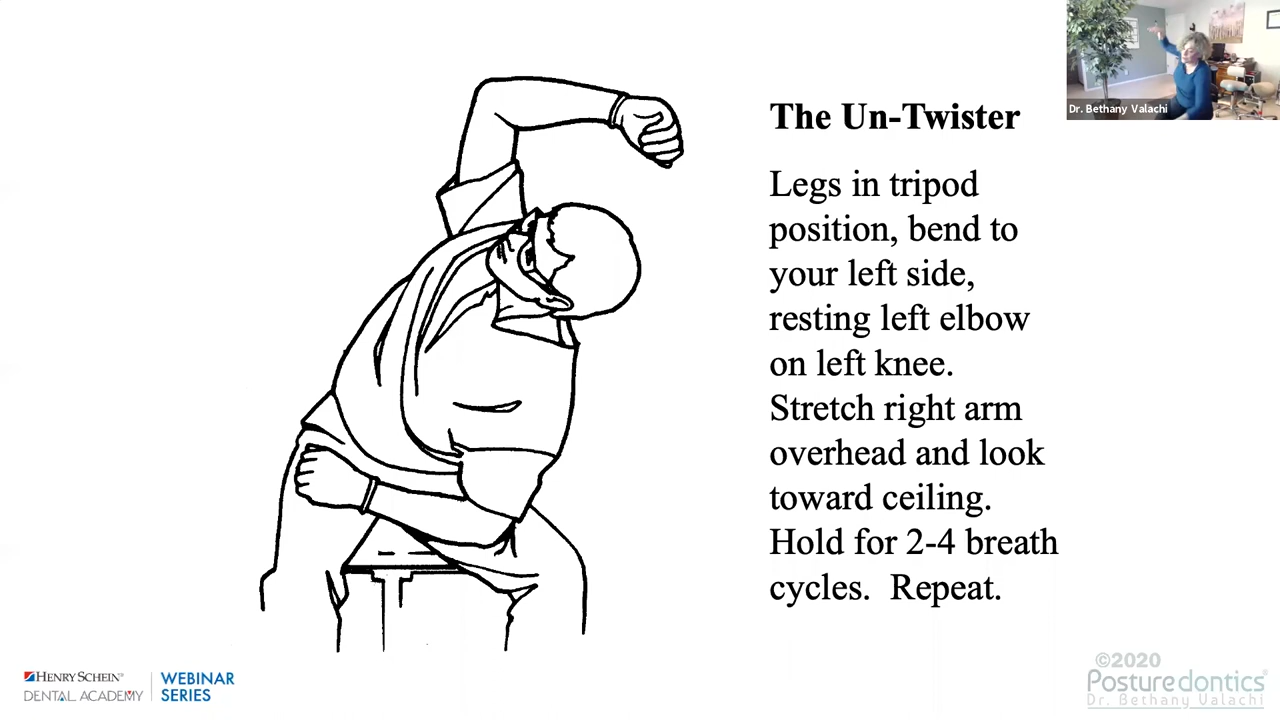 Dr. Bethany Valachi
The Un-Twister
Legs in tripod
position, bend to
your left side,
resting left elbow
on left knee.
Stretch right arm
overhead and look
toward ceiling.
Hold for 2-4 breath
cycles.  Repeat.
HENRY SCHEIN®
DENTAL ACADEMY
WEBINAR
SERIES
©2020
Posturedontics®
Dr. Bethany Valachi